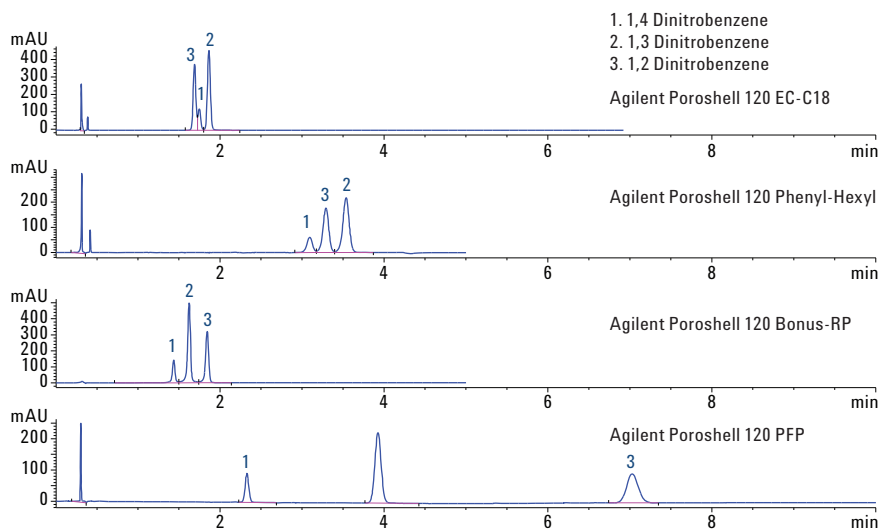 1. 1,4 Dinitrobenzene
2. 1,3 Dinitrobenzene
3. 1,2 Dinitrobenzene
mAU
400
300
200
100
0
3
1
2
Agilent Poroshell 120 EC-C18
2 4 6 8 min
mAU
200
100
0
1
3
2
Agilent Poroshell 120 Phenyl-Hexyl
2 4 6 8 min
mAU
400
300
200
100
0
1
2
3
Agilent Poroshell 120 Bonus-RP
2 4 6 8 min
mAU
200
100
0
1
3
Agilent Poroshell 120 PFP
2 4 6 8 min